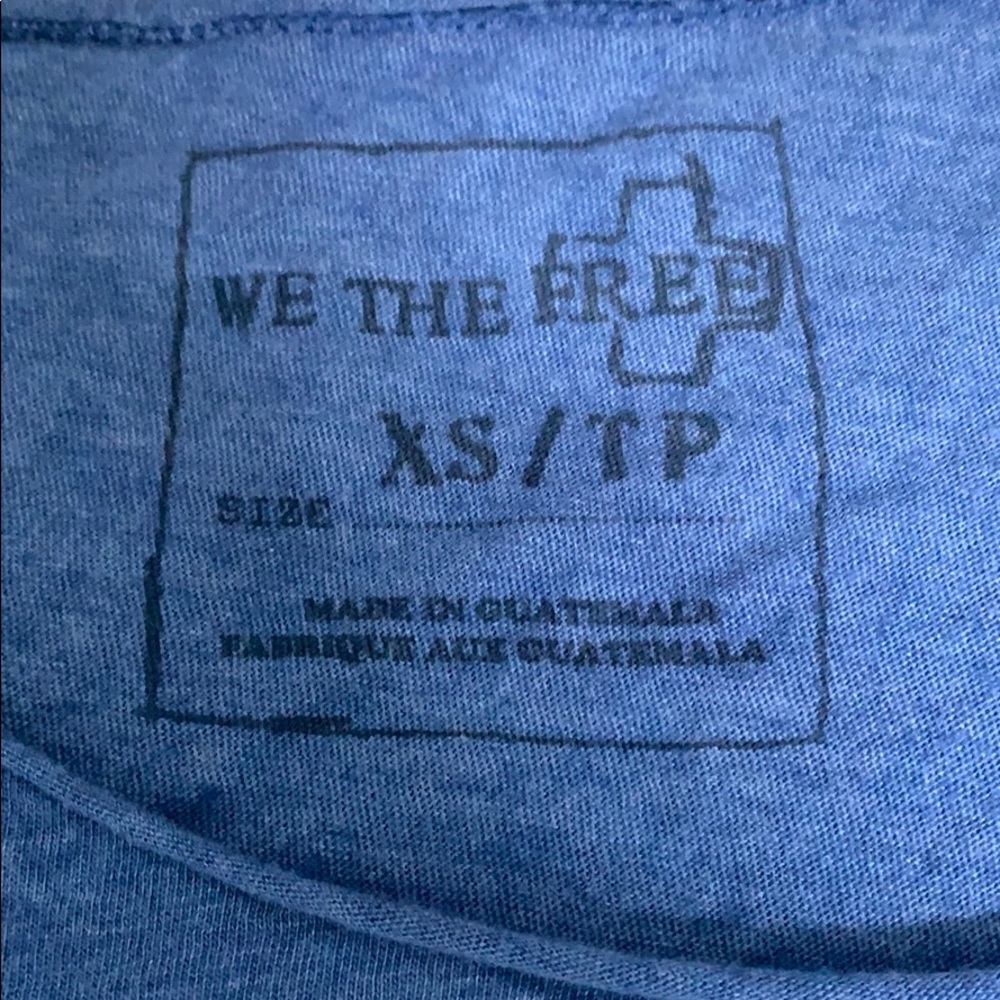 WE THE FREE
XS/TP
SIZE
MADE IN GUATEMALA
FABRIQUE AUX GUATEMALA